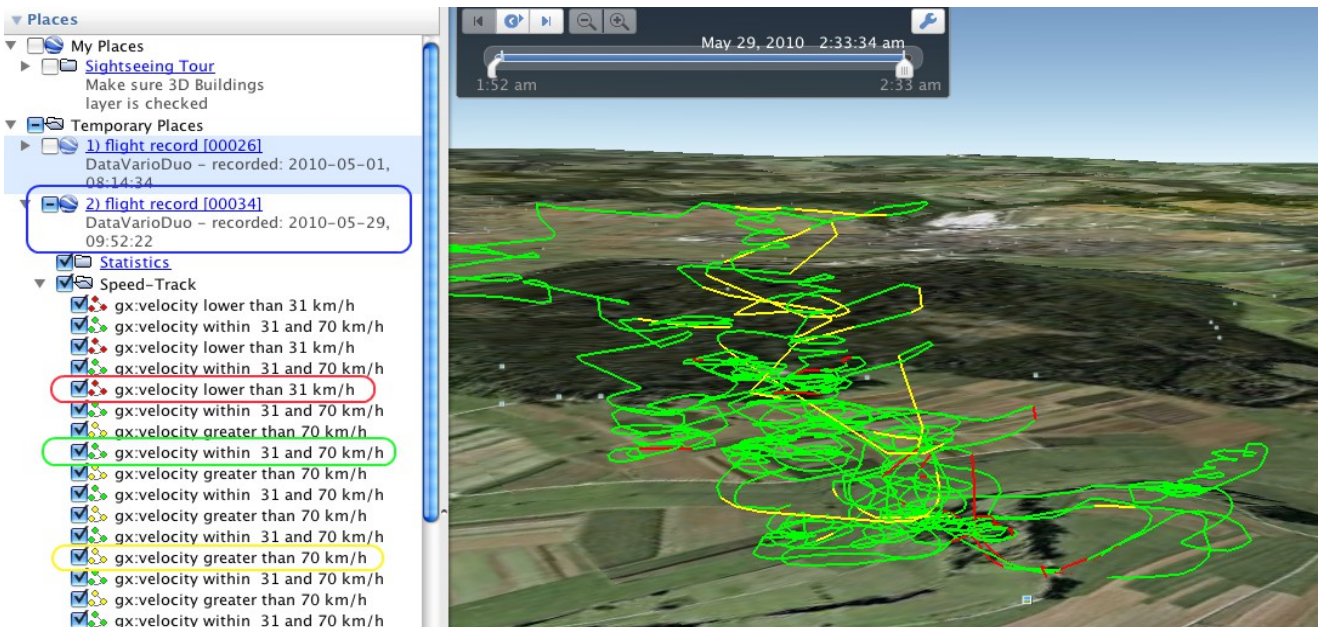 Places
My Places
Sightseeing Tour
Make sure 3D Buildings
layer is checked
Temporary Places
1) flight record [00026]
DataVarioDuo – recorded: 2010-05-01,
08:14:34
2) flight record [00034]
DataVarioDuo – recorded: 2010-05-29,
09:52:22
Statistics
Speed-Track
gx:velocity lower than 31 km/h
gx:velocity within 31 and 70 km/h
gx:velocity lower than 31 km/h
gx:velocity within 31 and 70 km/h
gx:velocity lower than 31 km/h
gx:velocity within 31 and 70 km/h
gx:velocity greater than 70 km/h
gx:velocity within 31 and 70 km/h
gx:velocity greater than 70 km/h
gx:velocity within 31 and 70 km/h
gx:velocity greater than 70 km/h
gx:velocity within 31 and 70 km/h
gx:velocity greater than 70 km/h
gx:velocity within 31 and 70 km/h
gx:velocity greater than 70 km/h
gx:velocity within 31 and 70 km/h
May 29, 2010 2:33:34 am
1:52 am 2:33 am